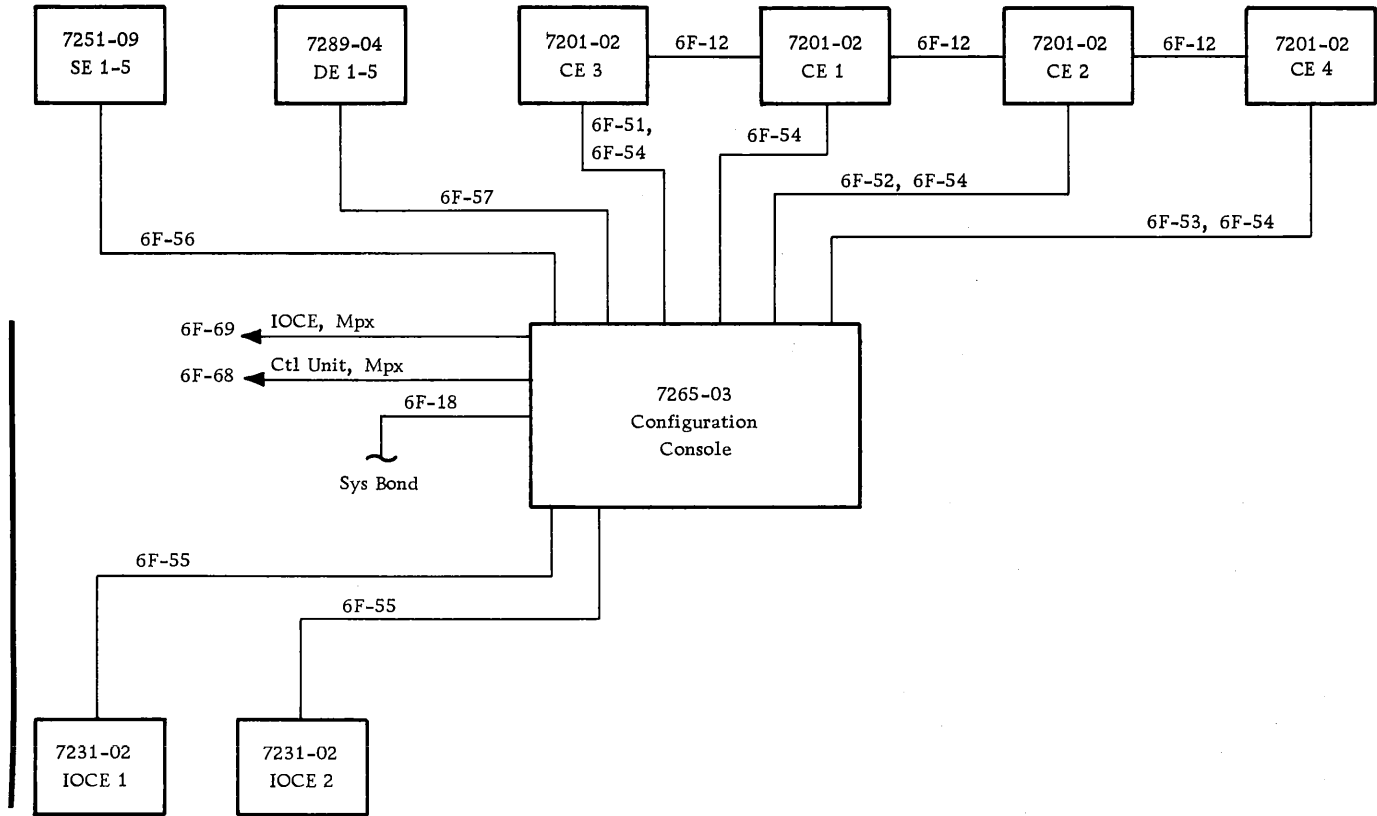 7251-09
SE 1-5
7289-04
DE 1-5
7201-02
CE 3
6F-12
7201-02
CE 1
6F-12
7201-02
CE 2
6F-12
7201-02
CE 4
6F-51,
6F-54
6F-54
6F-52, 6F-54
6F-53, 6F-54
6F-57
6F-56
6F-69
IOCE, Mpx
6F-68
Ctl Unit, Mpx
6F-18
Sys Bond
7265-03
Configuration
Console
6F-55
6F-55
7231-02
IOCE 1
7231-02
IOCE 2